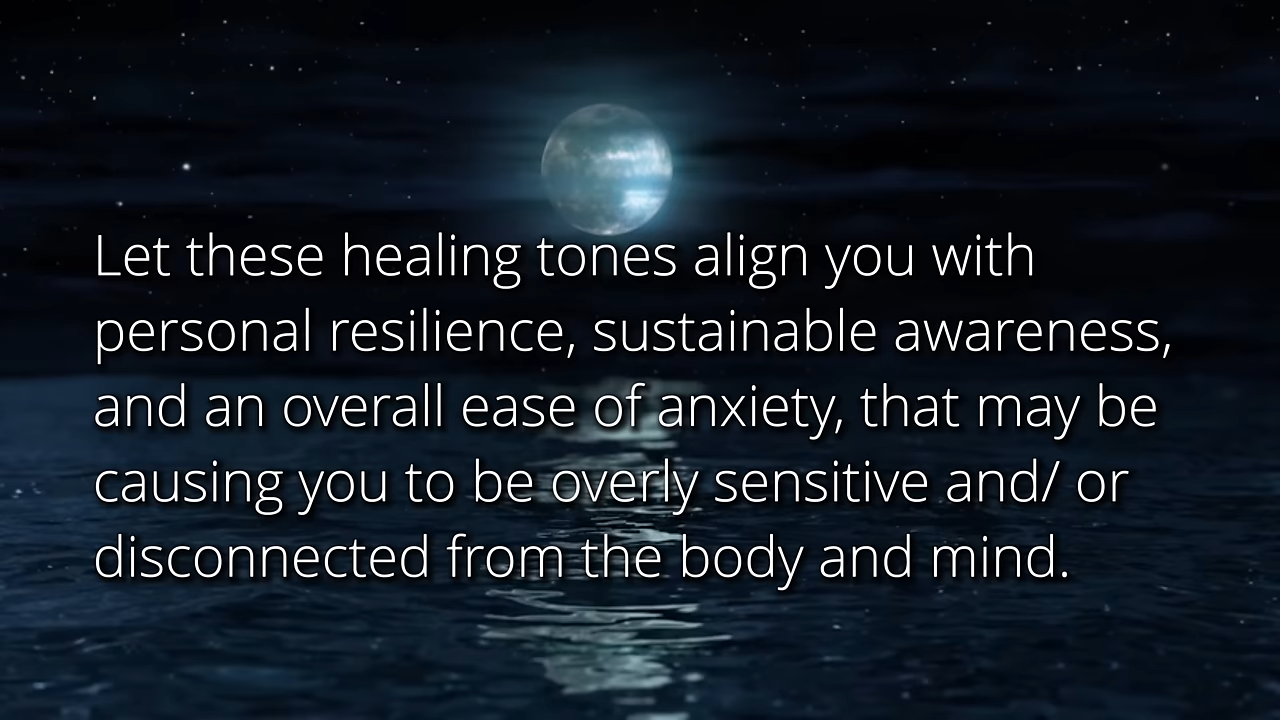 Let these healing tones align you with
personal resilience, sustainable awareness,
and an overall ease of anxiety, that may be
causing you to be overly sensitive and/ or
disconnected from the body and mind.